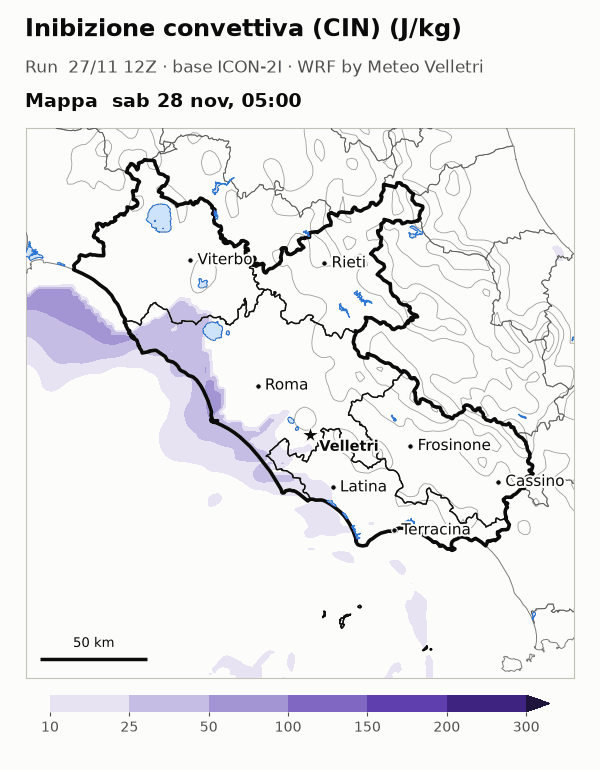 Inibizione convettiva (CIN) (J/kg)
Run  27/11 12Z · base ICON-2I · WRF by Meteo Velletri
Mappa  sab 28 nov, 05:00
Viterbo
Rieti
Roma
Velletri
Frosinone
Cassino
Latina
Terracina
50 km
10 25 50 100 150 200 300